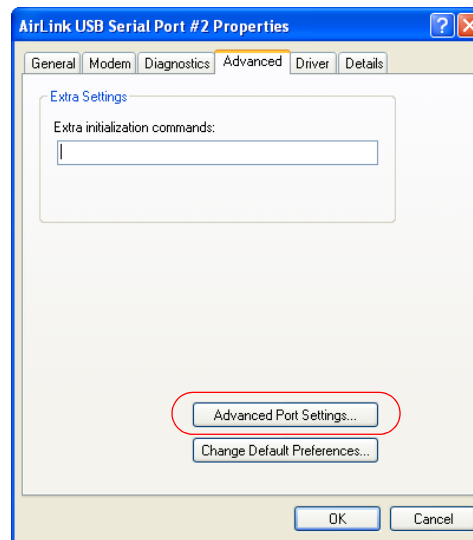 AirLink USB Serial Port #2 Properties
?
General Modem Diagnostics Advanced Driver Details
Extra Settings
Extra initialization commands:
Advanced Port Settings...
Change Default Preferences...
OK Cancel